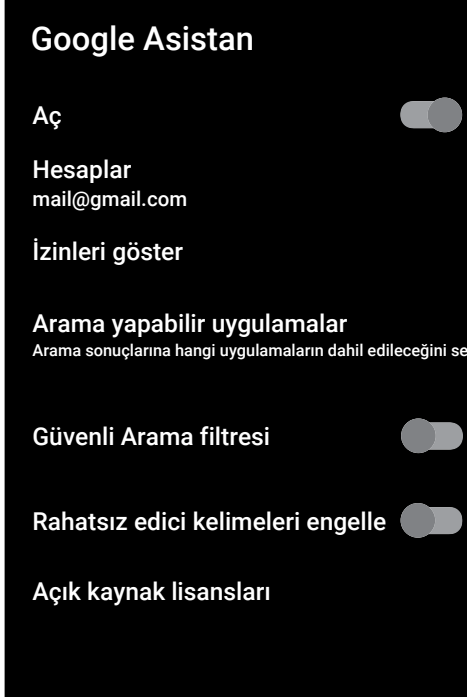 Google Asistan
Aç
Hesaplar
mail@gmail.com
İzinleri göster
Arama yapabilir uygulamalar
Arama sonuçlarına hangi uygulamaların dahil edileceğini se
Güvenli Arama filtresi
Rahatsız edici kelimeleri engelle
Açık kaynak lisansları